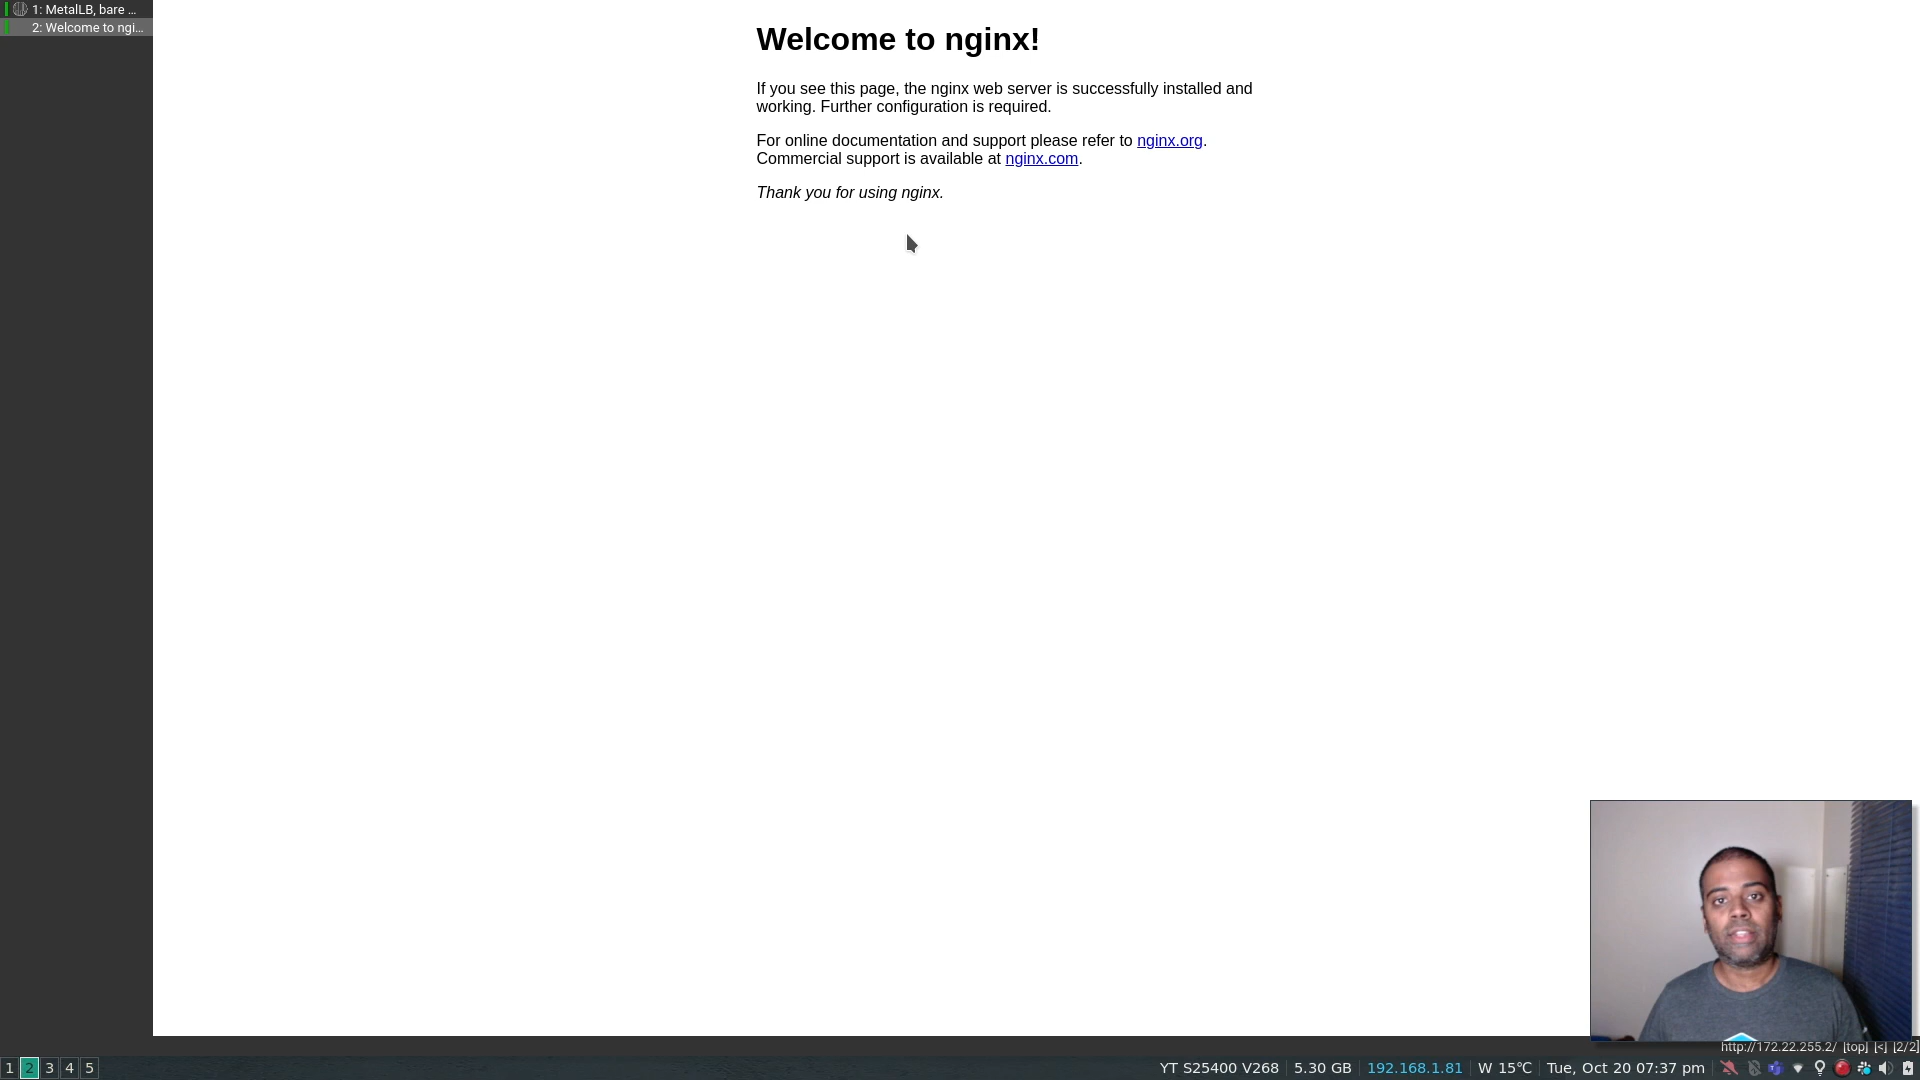 1: MetalLB, bare ...
2: Welcome to ngi...
Welcome to nginx!
If you see this page, the nginx web server is successfully installed and
working. Further configuration is required.
For online documentation and support please refer to nginx.org.
Commercial support is available at nginx.com.
Thank you for using nginx.
http://172.22.255.2/ [top] [<] [2/2]
1 2 3 4 5
YT S25400 V268 5.30 GB 192.168.1.81 W 15℃ Tue, Oct 20 07:37 pm